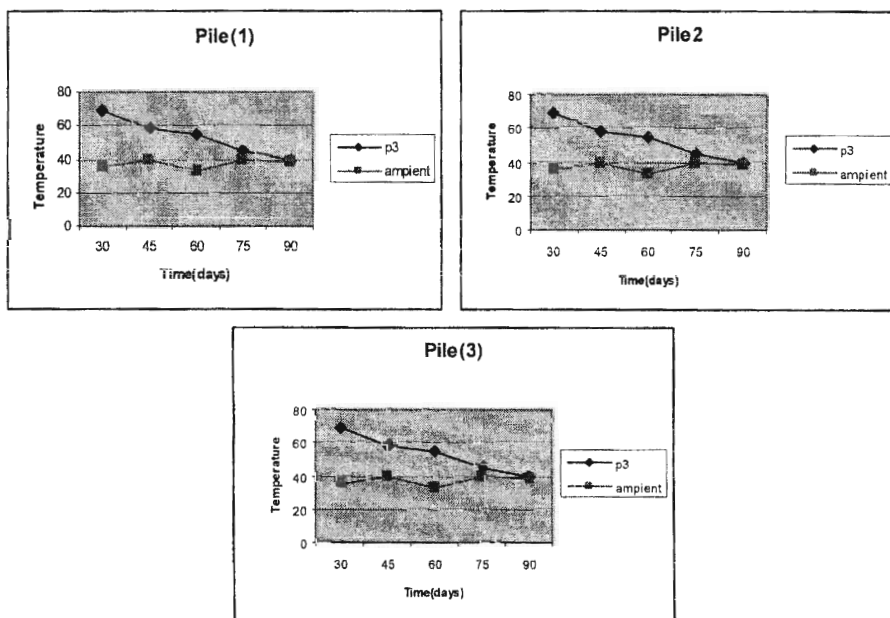 Pile(1)
80
60
40
20
0
Temperature
30 45 60 75 90
Time(days)
p3
ampient
Pile2
80
60
40
20
0
Temperature
30 45 60 75 90
Time(days)
p3
ampient
Pile(3)
80
60
40
20
0
Temperature
30 45 60 75 90
Time(days)
p3
ampient